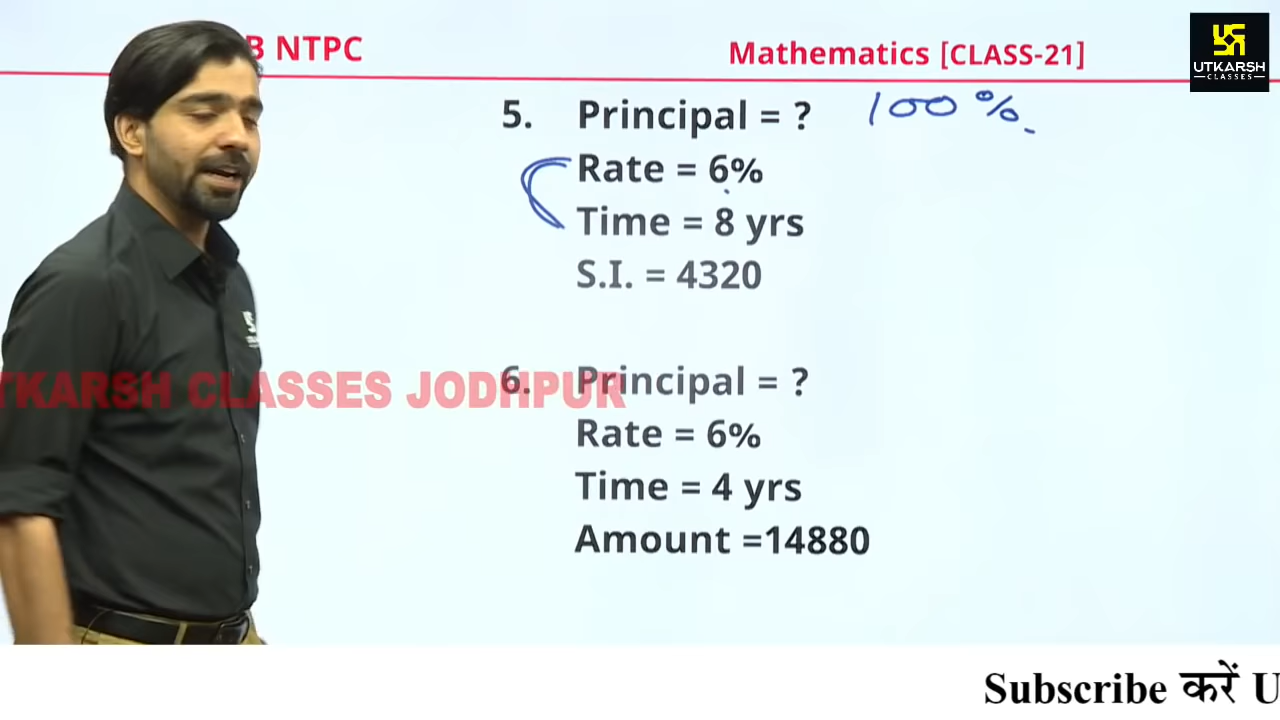 B NTPC
Mathematics [CLASS-21]
UTKARSH
CLASSES
5. Principal = ? 100%
Rate = 6%
Time = 8 yrs
S.I. = 4320
UTKARSH CLASSES JODHPUR
6. Principal = ?
Rate = 6%
Time = 4 yrs
Amount =14880
Subscribe करें U